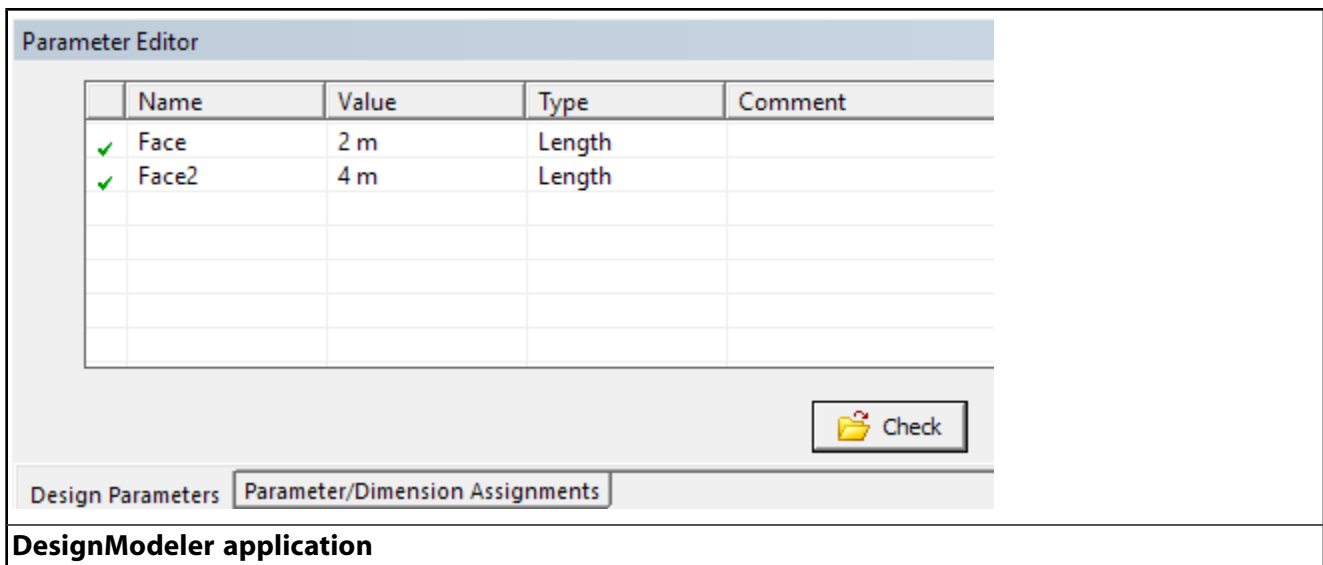 Parameter Editor
Name Value Type Comment
Face 2 m Length
Face2 4 m Length
Check
Design Parameters Parameter/Dimension Assignments
DesignModeler application